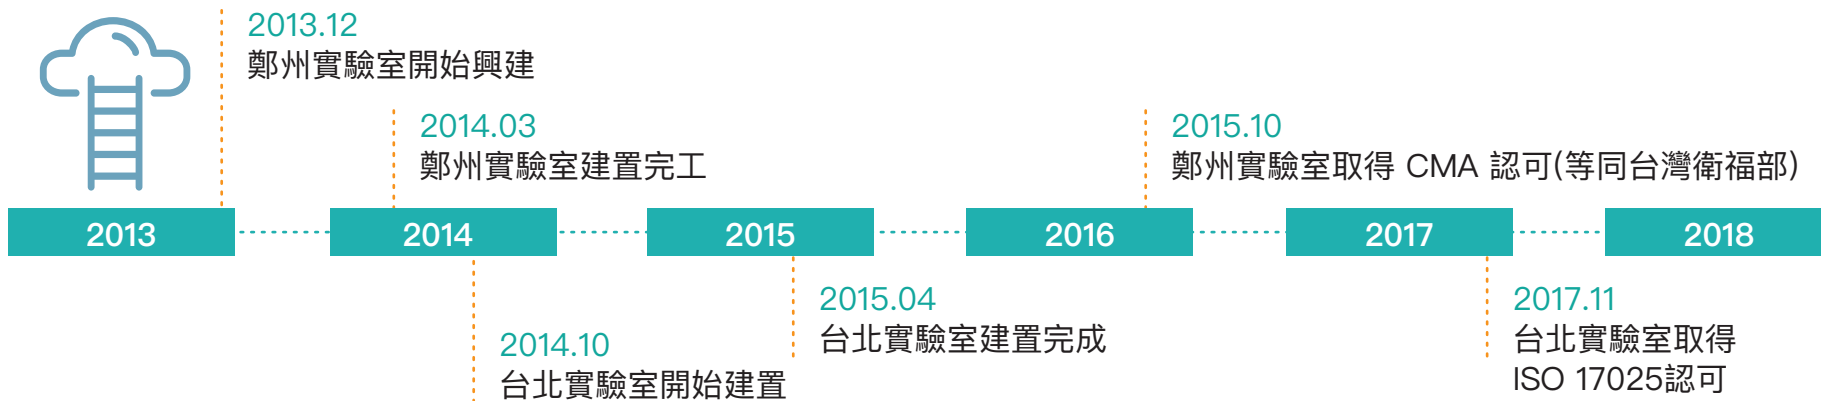 2013.12
鄭州實驗室開始興建
2014.03
鄭州實驗室建置完工
2015.10
鄭州實驗室取得 CMA 認可(等同台灣衛福部)
2013
2014
2015
2016
2017
2018
2014.10
台北實驗室開始建置
2015.04
台北實驗室建置完成
2017.11
台北實驗室取得
ISO 17025認可